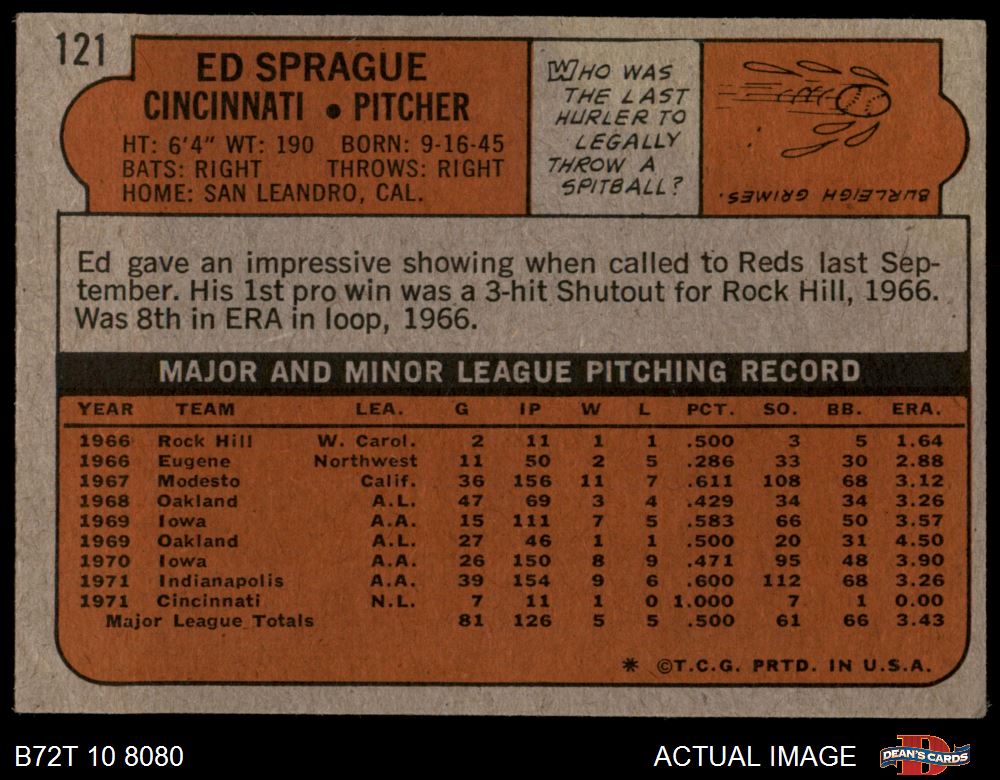 121
ED SPRAGUE
CINCINNATI • PITCHER
HT: 6'4" WT: 190 BORN: 9-16-45
BATS: RIGHT THROWS: RIGHT
HOME: SAN LEANDRO, CAL.
WHO WAS
THE LAST
HURLER TO
LEGALLY
THROW A
SPITBALL?
BURLEIGH GRIMES.
Ed gave an impressive showing when called to Reds last Sep-
tember. His 1st pro win was a 3-hit Shutout for Rock Hill, 1966.
Was 8th in ERA in loop, 1966.
MAJOR AND MINOR LEAGUE PITCHING RECORD
YEAR TEAM LEA. G IP W L PCT. SO. BB. ERA.
1966 Rock Hill W. Carol. 2 11 1 1 .500 3 5 1.64
1966 Eugene Northwest 11 50 2 5 .286 33 30 2.88
1967 Modesto Calif. 36 156 11 7 .611 108 68 3.12
1968 Oakland A.L. 47 69 3 4 .429 34 34 3.26
1969 Iowa A.A. 15 111 7 5 .583 66 50 3.57
1969 Oakland A.L. 27 46 1 1 .500 20 31 4.50
1970 Iowa A.A. 26 150 8 9 .471 95 48 3.90
1971 Indianapolis A.A. 39 154 9 6 .600 112 68 3.26
1971 Cincinnati N.L. 7 11 1 0 1.000 7 1 0.00
Major League Totals 81 126 5 5 .500 61 66 3.43
* ©T.C.G. PRTD. IN U.S.A.
B72T 10 8080
ACTUAL IMAGE
D
DEAN'S CARDS